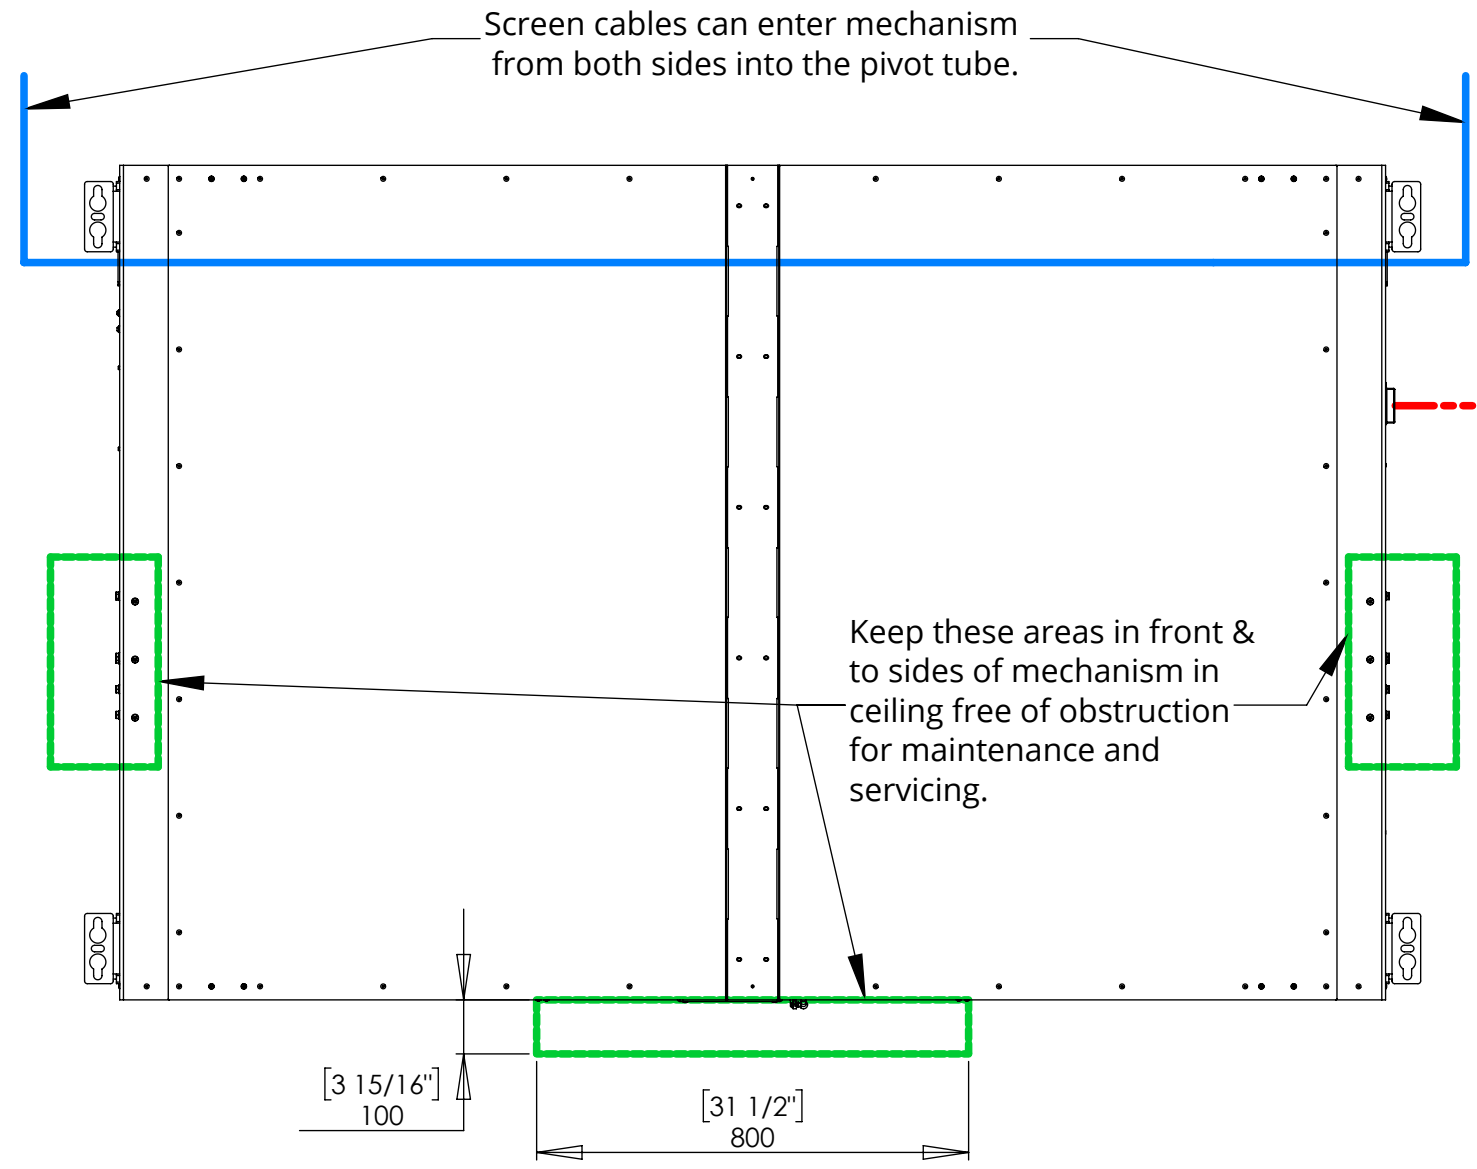 Screen cables can enter mechanism
from both sides into the pivot tube.
Keep these areas in front &
to sides of mechanism in
ceiling free of obstruction
for maintenance and
servicing.
[3 15/16"]
100
[31 1/2"]
800